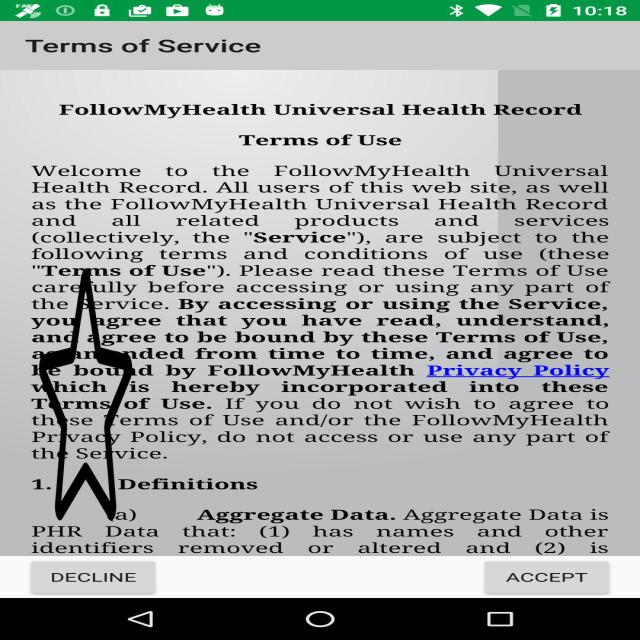 10:18
Terms of Service
FollowMyHealth Universal Health Record
Terms of Use
Welcome to the FollowMyHealth Universal
Health Record. All users of this web site, as well
as the FollowMyHealth Universal Health Record
and all related products and services
(collectively, the "Service"), are subject to the
following terms and conditions of use (these
"Terms of Use"). Please read these Terms of Use
carefully before accessing or using any part of
the Service. By accessing or using the Service,
you agree that you have read, understand,
and agree to be bound by these Terms of Use,
as amended from time to time, and agree to
be bound by FollowMyHealth Privacy Policy
which is hereby incorporated into these
Terms of Use. If you do not wish to agree to
these Terms of Use and/or the FollowMyHealth
Privacy Policy, do not access or use any part of
the Service.
1. Definitions
(a) Aggregate Data. Aggregate Data is
PHR Data that: (1) has names and other
identifiers removed or altered and (2) is
DECLINE ACCEPT